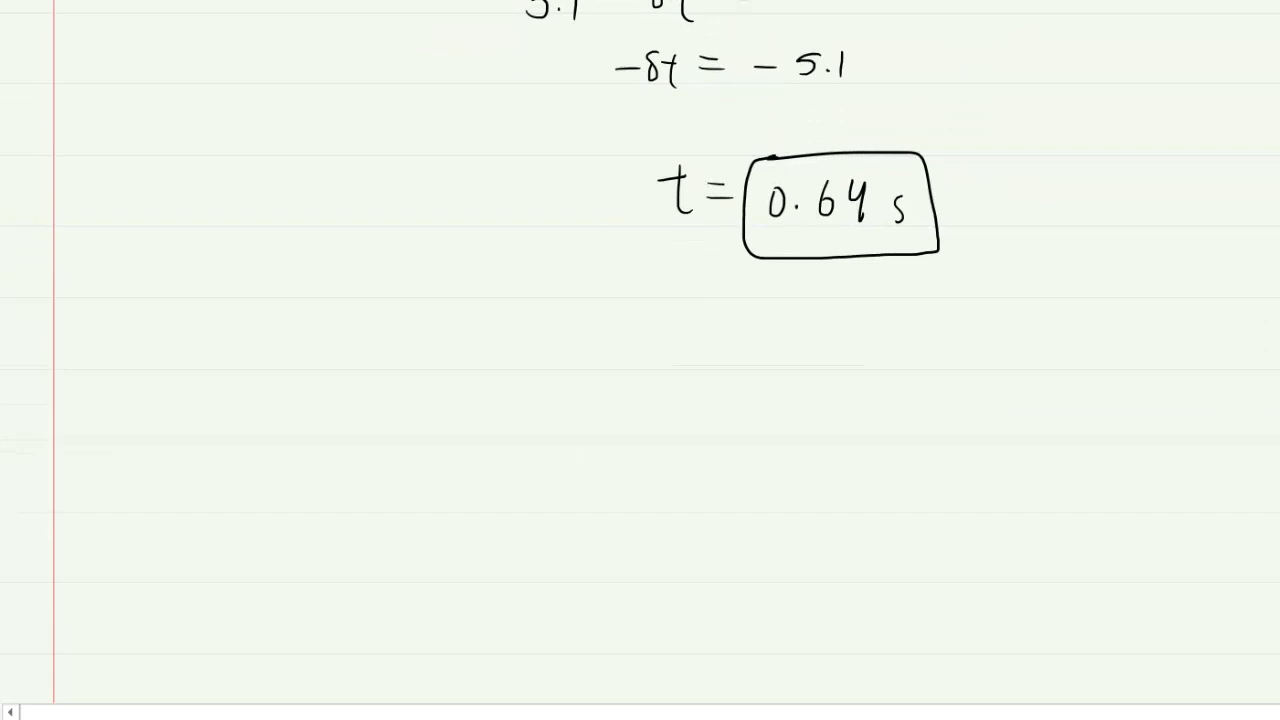 -8t = - 5.1
t = 0.64 s